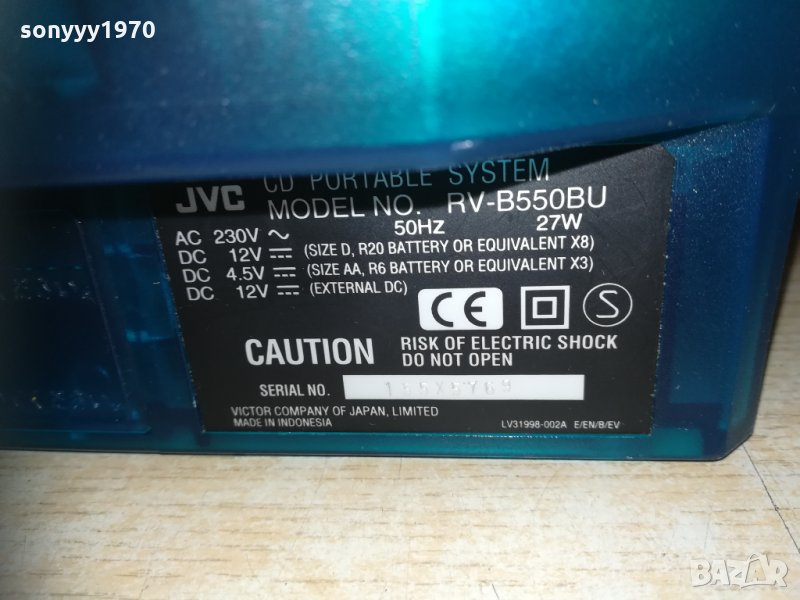 sonyyy1970
CD PORTABLE SYSTEM
JVC MODEL NO. RV-B550BU
AC 230V ~ 50Hz 27W
DC 12V ⎓ (SIZE D, R20 BATTERY OR EQUIVALENT X8)
DC 4.5V ⎓ (SIZE AA, R6 BATTERY OR EQUIVALENT X3)
DC 12V ⎓ (EXTERNAL DC)
CE S
CAUTION RISK OF ELECTRIC SHOCK
DO NOT OPEN
SERIAL NO.
VICTOR COMPANY OF JAPAN, LIMITED
MADE IN INDONESIA LV31998-002A E/EN/B/EV
BAZAR